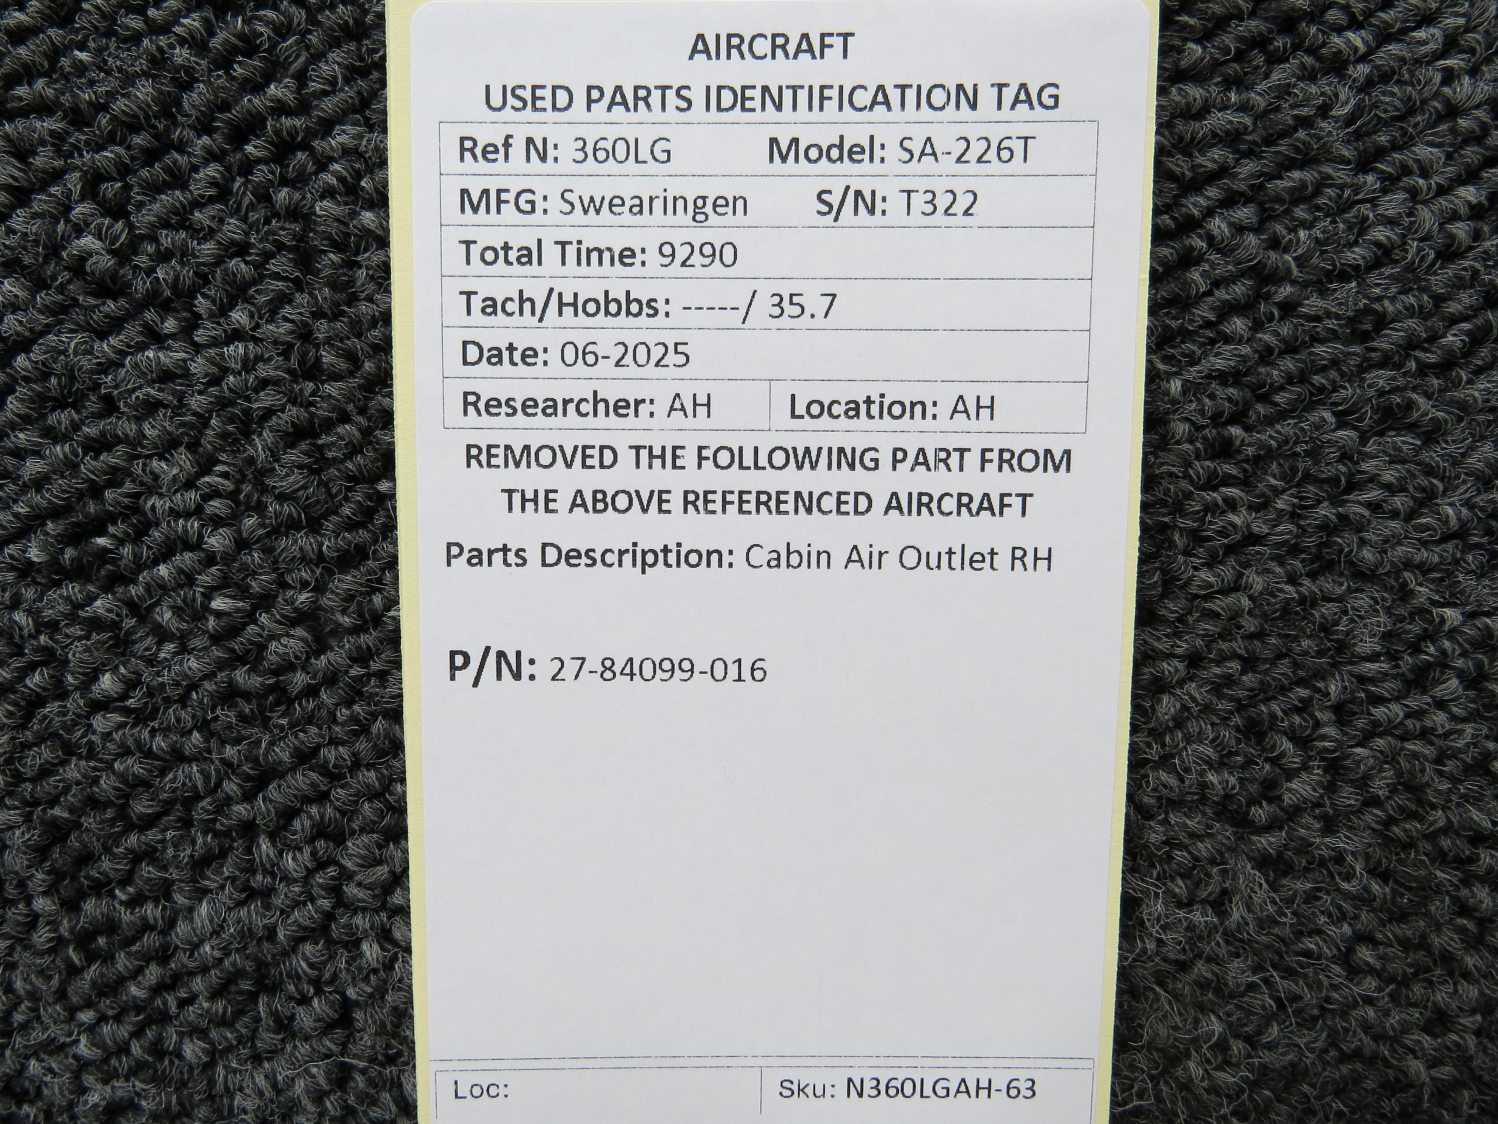 AIRCRAFT
USED PARTS IDENTIFICATION TAG
Ref N: 360LG Model: SA-226T
MFG: Swearingen S/N: T322
Total Time: 9290
Tach/Hobbs: -----/ 35.7
Date: 06-2025
Researcher: AH Location: AH
REMOVED THE FOLLOWING PART FROM
THE ABOVE REFERENCED AIRCRAFT
Parts Description: Cabin Air Outlet RH
P/N: 27-84099-016
Loc: Sku: N360LGAH-63